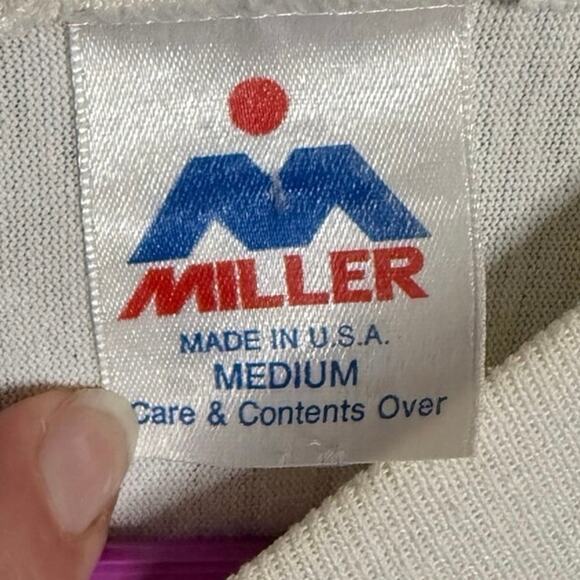 MILLER
MADE IN U.S.A.
MEDIUM
Care & Contents Over